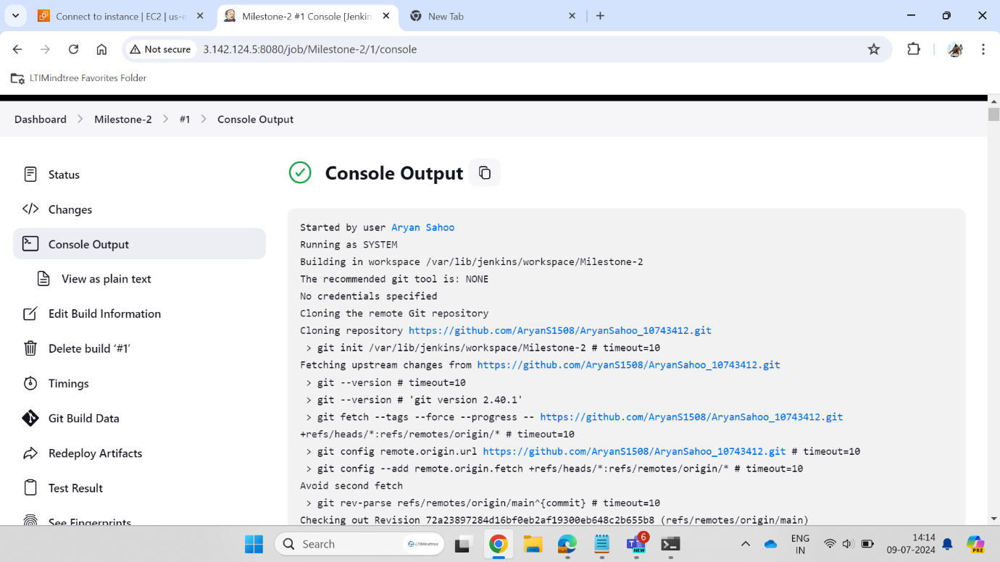 Connect to instance | EC2 | us-e
Milestone-2 #1 Console [Jenkin
New Tab
Not secure
3.142.124.5:8080/job/Milestone-2/1/console
LTIMindtree Favorites Folder
Dashboard > Milestone-2 > #1 > Console Output
Status
Changes
Console Output
View as plain text
Edit Build Information
Delete build ‘#1’
Timings
Git Build Data
Redeploy Artifacts
Test Result
See Fingerprints
Console Output
Started by user Aryan Sahoo
Running as SYSTEM
Building in workspace /var/lib/jenkins/workspace/Milestone-2
The recommended git tool is: NONE
No credentials specified
Cloning the remote Git repository
Cloning repository https://github.com/AryanS1508/AryanSahoo_10743412.git
> git init /var/lib/jenkins/workspace/Milestone-2 # timeout=10
Fetching upstream changes from https://github.com/AryanS1508/AryanSahoo_10743412.git
> git --version # timeout=10
> git --version # 'git version 2.40.1'
> git fetch --tags --force --progress -- https://github.com/AryanS1508/AryanSahoo_10743412.git
+refs/heads/*:refs/remotes/origin/* # timeout=10
> git config remote.origin.url https://github.com/AryanS1508/AryanSahoo_10743412.git # timeout=10
> git config --add remote.origin.fetch +refs/heads/*:refs/remotes/origin/* # timeout=10
Avoid second fetch
> git rev-parse refs/remotes/origin/main^{commit} # timeout=10
Checking out Revision 72a23897284d16bf0eb2af19300eb648c2b655b8 (refs/remotes/origin/main)
Search
LTIMindtree
6
NEW
ENG
IN
14:14
09-07-2024
PRE